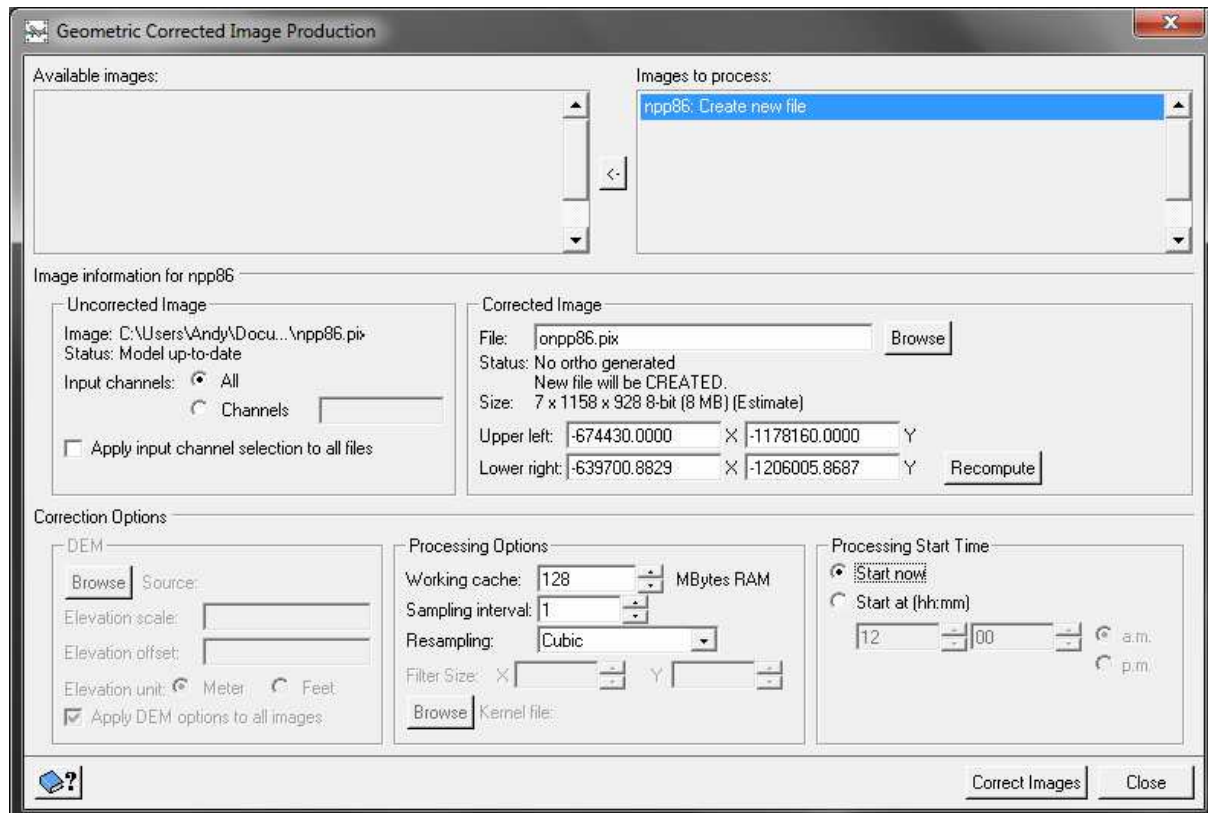 Geometric Corrected Image Production
X
Available images:
Images to process:
npp86: Create new file
<-
Image information for npp86
Uncorrected Image
Image: C:\Users\Andy\Docu...\npp86.pix
Status: Model up-to-date
Input channels: All
Channels
Apply input channel selection to all files
Corrected Image
File: onpp86.pix Browse
Status: No ortho generated
New file will be CREATED.
Size: 7 x 1158 x 928 8-bit (8 MB) (Estimate)
Upper left: -674430.0000 X -1178160.0000 Y
Lower right: -639700.8829 X -1206005.8687 Y Recompute
Correction Options
DEM
Browse Source:
Elevation scale:
Elevation offset:
Elevation unit: Meter Feet
Apply DEM options to all images
Processing Options
Working cache: 128 MBytes RAM
Sampling interval: 1
Resampling: Cubic
Filter Size: X Y
Browse Kernel file:
Processing Start Time
Start now
Start at (hh:mm)
12 00 a.m.
p.m.
?
Correct Images Close